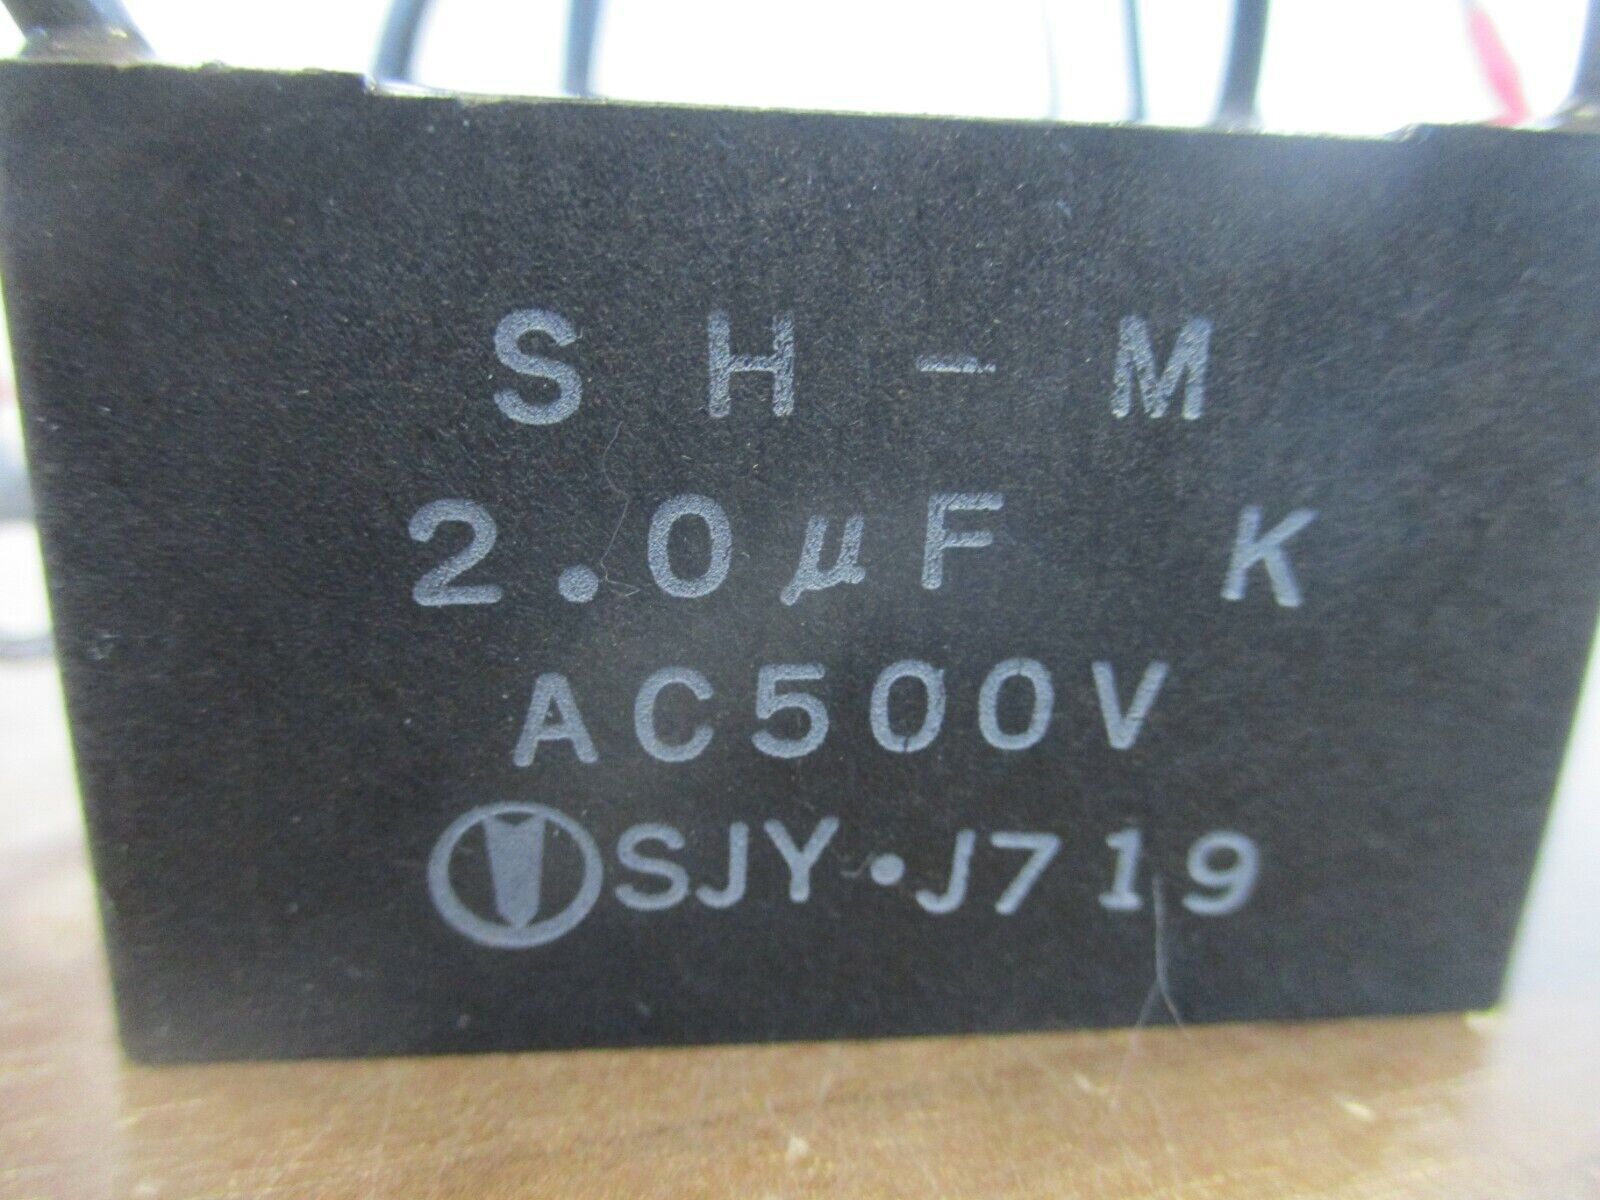 SH-M
2.0μF K
AC500V
SJY·J719